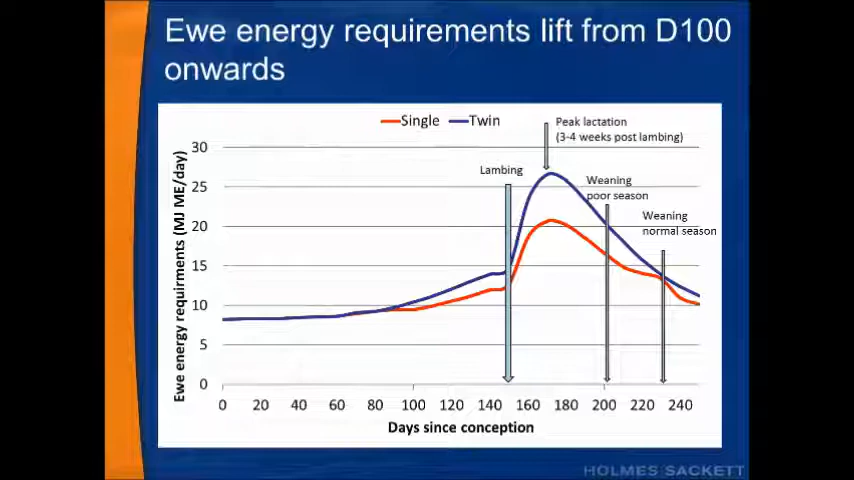 Ewe energy requirements lift from D100
onwards
Single Twin
Peak lactation
(3-4 weeks post lambing)
Lambing
Weaning
poor season
Weaning
normal season
Ewe energy requirments (MJ ME/day)
30
25
20
15
10
5
0
0 20 40 60 80 100 120 140 160 180 200 220 240
Days since conception
HOLMES SACKETT